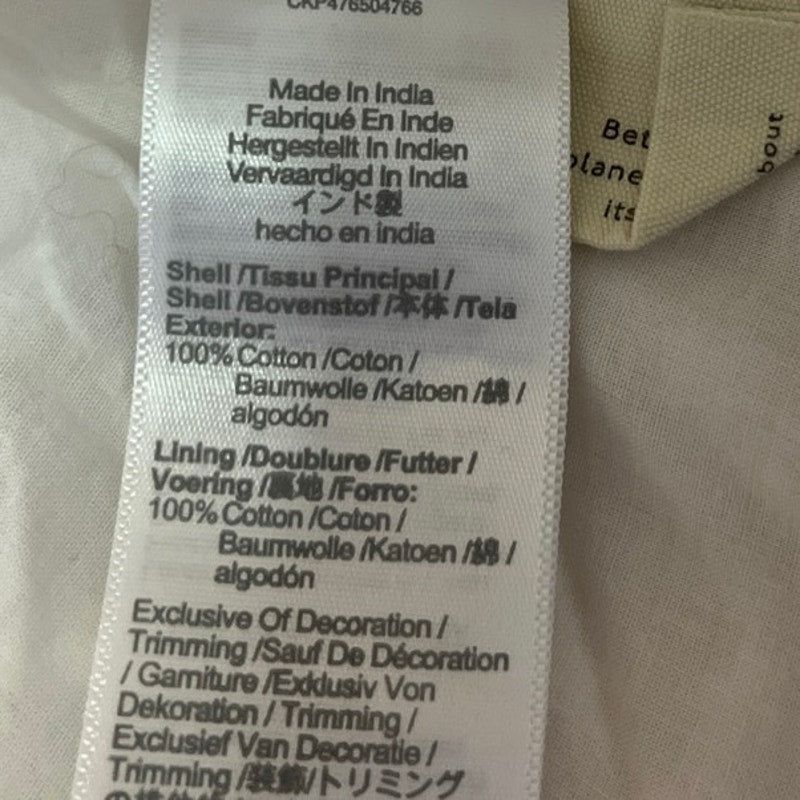 CKP476504766
Made In India
Fabriqué En Inde
Hergestellt In Indien
Vervaardigd In India
インド製
hecho en india
Shell /Tissu Principal /
Shell /Bovenstof /本体 /Tela
Exterior:
100% Cotton /Coton /
Baumwolle /Katoen /綿 /
algodón
Lining /Doublure /Futter /
Voering /裏地 /Forro:
100% Cotton /Coton /
Baumwolle /Katoen /綿 /
algodón
Exclusive Of Decoration /
Trimming /Sauf De Décoration
/ Garniture /Exklusiv Von
Dekoration / Trimming /
Exclusief Van Decoratie /
Trimming /装飾/トリミング
Bet
plane
its